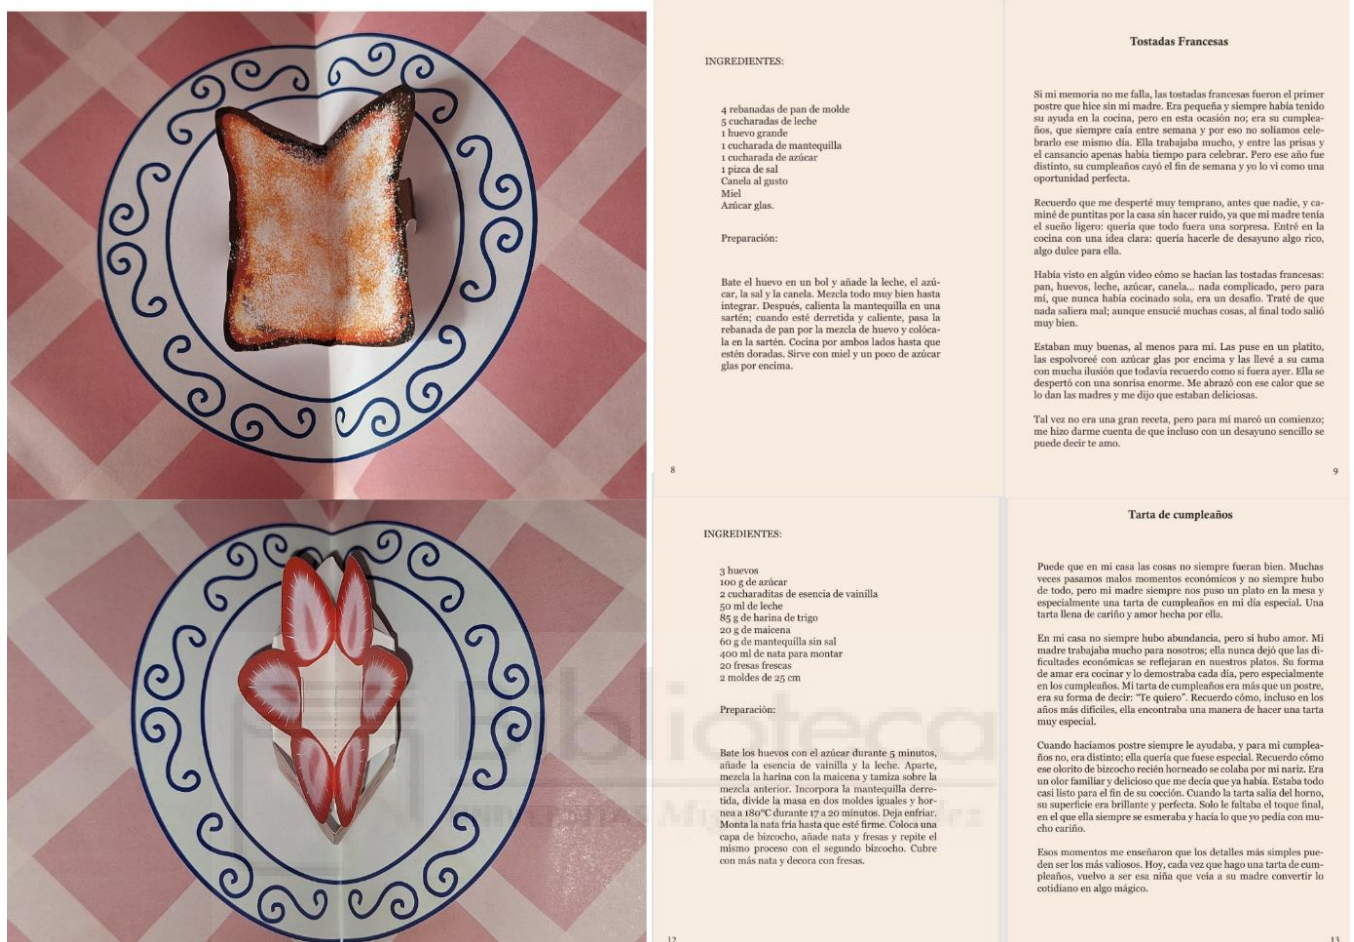 INGREDIENTES:
4 rebanadas de pan de molde
5 cucharadas de leche
1 huevo grande
1 cucharada de mantequilla
1 cucharada de azúcar
1 pizca de sal
Canela al gusto
Miel
Azúcar glas.
Preparación:
Bate el huevo en un bol y añade la leche, el azú-
car, la sal y la canela. Mezcla todo muy bien hasta
integrar. Después, calienta la mantequilla en una
sartén; cuando esté derretida y caliente, pasa la
rebanada de pan por la mezcla de huevo y colóca-
la en la sartén. Cocina por ambos lados hasta que
estén doradas. Sirve con miel y un poco de azúcar
glas por encima.
8
Tostadas Francesas
Si mi memoria no me falla, las tostadas francesas fueron el primer
postre que hice sin mi madre. Era pequeña y siempre había tenido
su ayuda en la cocina, pero en esta ocasión no; era su cumplea-
ños, que siempre caía entre semana y por eso no solíamos cele-
brarlo ese mismo día. Ella trabajaba mucho, y entre las prisas y
el cansancio apenas había tiempo para celebrar. Pero ese año fue
distinto, su cumpleaños cayó el fin de semana y yo lo vi como una
oportunidad perfecta.
Recuerdo que me desperté muy temprano, antes que nadie, y ca-
miné de puntitas por la casa sin hacer ruido, ya que mi madre tenía
el sueño ligero: quería que todo fuera una sorpresa. Entré en la
cocina con una idea clara: quería hacerle de desayuno algo rico,
algo dulce para ella.
Había visto en algún video cómo se hacían las tostadas francesas:
pan, huevos, leche, azúcar, canela... nada complicado, pero para
mí, que nunca había cocinado sola, era un desafío. Traté de que
nada saliera mal; aunque ensucié muchas cosas, al final todo salió
muy bien.
Estaban muy buenas, al menos para mí. Las puse en un platito,
las espolvoreé con azúcar glas por encima y las llevé a su cama
con mucha ilusión que todavía recuerdo como si fuera ayer. Ella se
despertó con una sonrisa enorme. Me abrazó con ese calor que se
lo dan las madres y me dijo que estaban deliciosas.
Tal vez no era una gran receta, pero para mí marcó un comienzo;
me hizo darme cuenta de que incluso con un desayuno sencillo se
puede decir te amo.
9
INGREDIENTES:
3 huevos
100 g de azúcar
2 cucharaditas de esencia de vainilla
50 ml de leche
85 g de harina de trigo
20 g de maicena
60 g de mantequilla sin sal
400 ml de nata para montar
20 fresas frescas
2 moldes de 25 cm
Preparación:
Bate los huevos con el azúcar durante 5 minutos,
añade la esencia de vainilla y la leche. Aparte,
mezcla la harina con la maicena y tamiza sobre la
mezcla anterior. Incorpora la mantequilla derre-
tida, divide la masa en dos moldes iguales y hor-
nea a 180°C durante 17 a 20 minutos. Deja enfriar.
Monta la nata fría hasta que esté firme. Coloca una
capa de bizcocho, añade nata y fresas y repite el
mismo proceso con el segundo bizcocho. Cubre
con más nata y decora con fresas.
12
Tarta de cumpleaños
Puede que en mi casa las cosas no siempre fueran bien. Muchas
veces pasamos malos momentos económicos y no siempre hubo
de todo, pero mi madre siempre nos puso un plato en la mesa y
especialmente una tarta de cumpleaños en mi día especial. Una
tarta llena de cariño y amor hecha por ella.
En mi casa no siempre hubo abundancia, pero sí hubo amor. Mi
madre trabajaba mucho para nosotros; ella nunca dejó que las di-
ficultades económicas se reflejaran en nuestros platos. Su forma
de amar era cocinar y lo demostraba cada día, pero especialmente
en los cumpleaños. Mi tarta de cumpleaños era más que un postre,
era su forma de decir: "Te quiero". Recuerdo cómo, incluso en los
años más difíciles, ella encontraba una manera de hacer una tarta
muy especial.
Cuando hacíamos postre siempre le ayudaba, y para mi cumplea-
ños no, era distinto; ella quería que fuese especial. Recuerdo cómo
ese olorito de bizcocho recién horneado se colaba por mi nariz. Era
un olor familiar y delicioso que me decía que ya había. Estaba todo
casi listo para el fin de su cocción. Cuando la tarta salía del horno,
su superficie era brillante y perfecta. Solo le faltaba el toque final,
en el que ella siempre se esmeraba y hacía lo que yo pedía con mu-
cho cariño.
Esos momentos me enseñaron que los detalles más simples pue-
den ser los más valiosos. Hoy, cada vez que hago una tarta de cum-
pleaños, vuelvo a ser esa niña que veía a su madre convertir lo
cotidiano en algo mágico.
13
Biblioteca